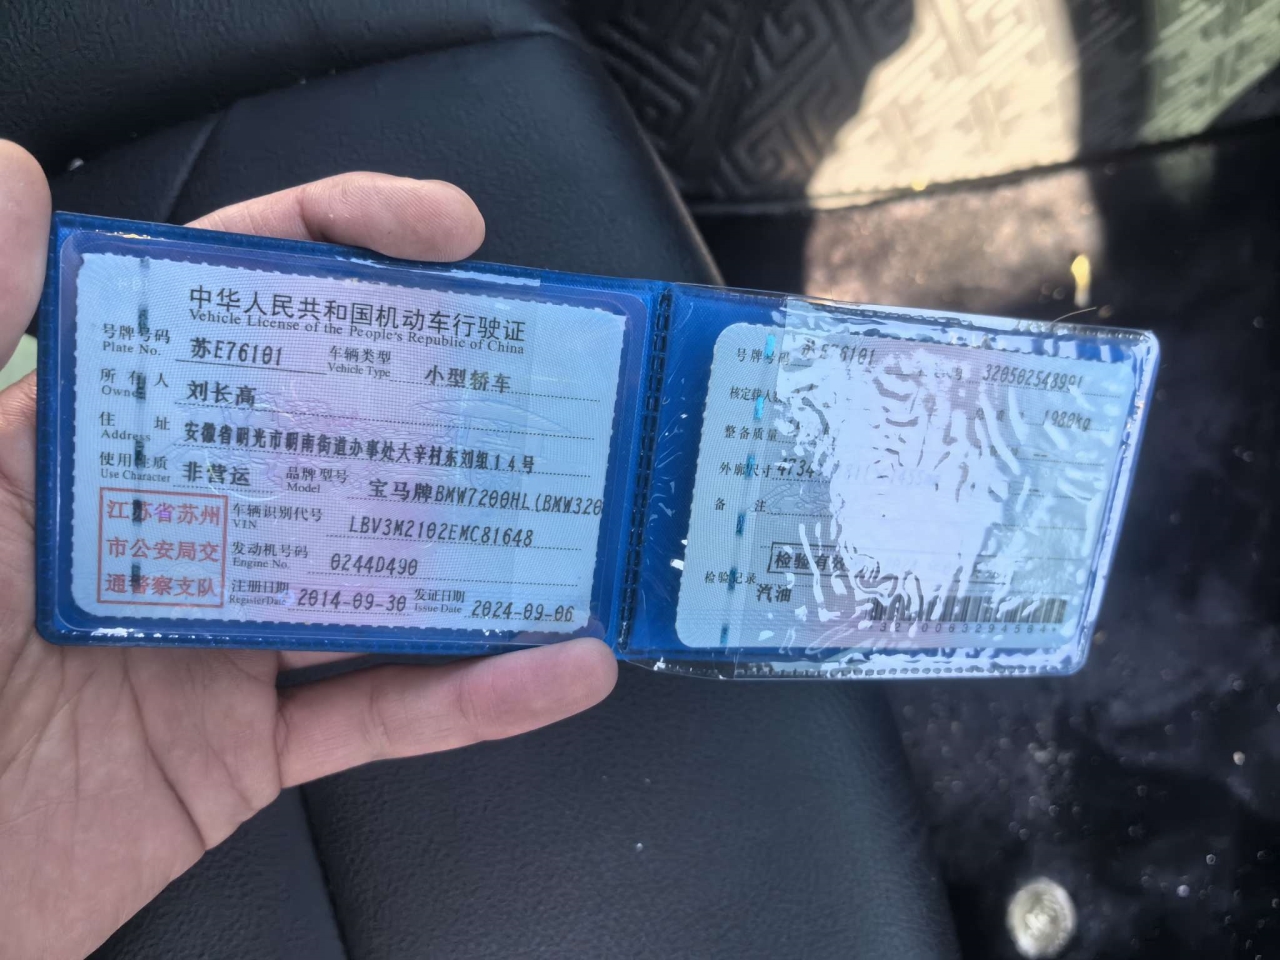 中华人民共和国机动车行驶证
Vehicle License of the People's Republic of China
号牌号码 苏E76101 车辆类型 小型轿车
Plate No. Vehicle Type
所有人 刘长高
Owner
住址 安徽省明光市明南街道办事处大辛村东刘组14号
Address
使用性质 非营运 品牌型号 宝马牌BMW7200HL(BMW320
Use Character Model
江苏省苏州
市公安局交
通警察支队
车辆识别代号 LBV3M2102EMC81648
VIN
发动机号码 0244D490
Engine No.
注册日期 2014-09-30 发证日期 2024-09-06
Register Date Issue Date
号牌号码 苏E76101 320502548991
核定载人
1980kg
整备质量
外廓尺寸 4734
备注
检验有效
检验记录
汽油